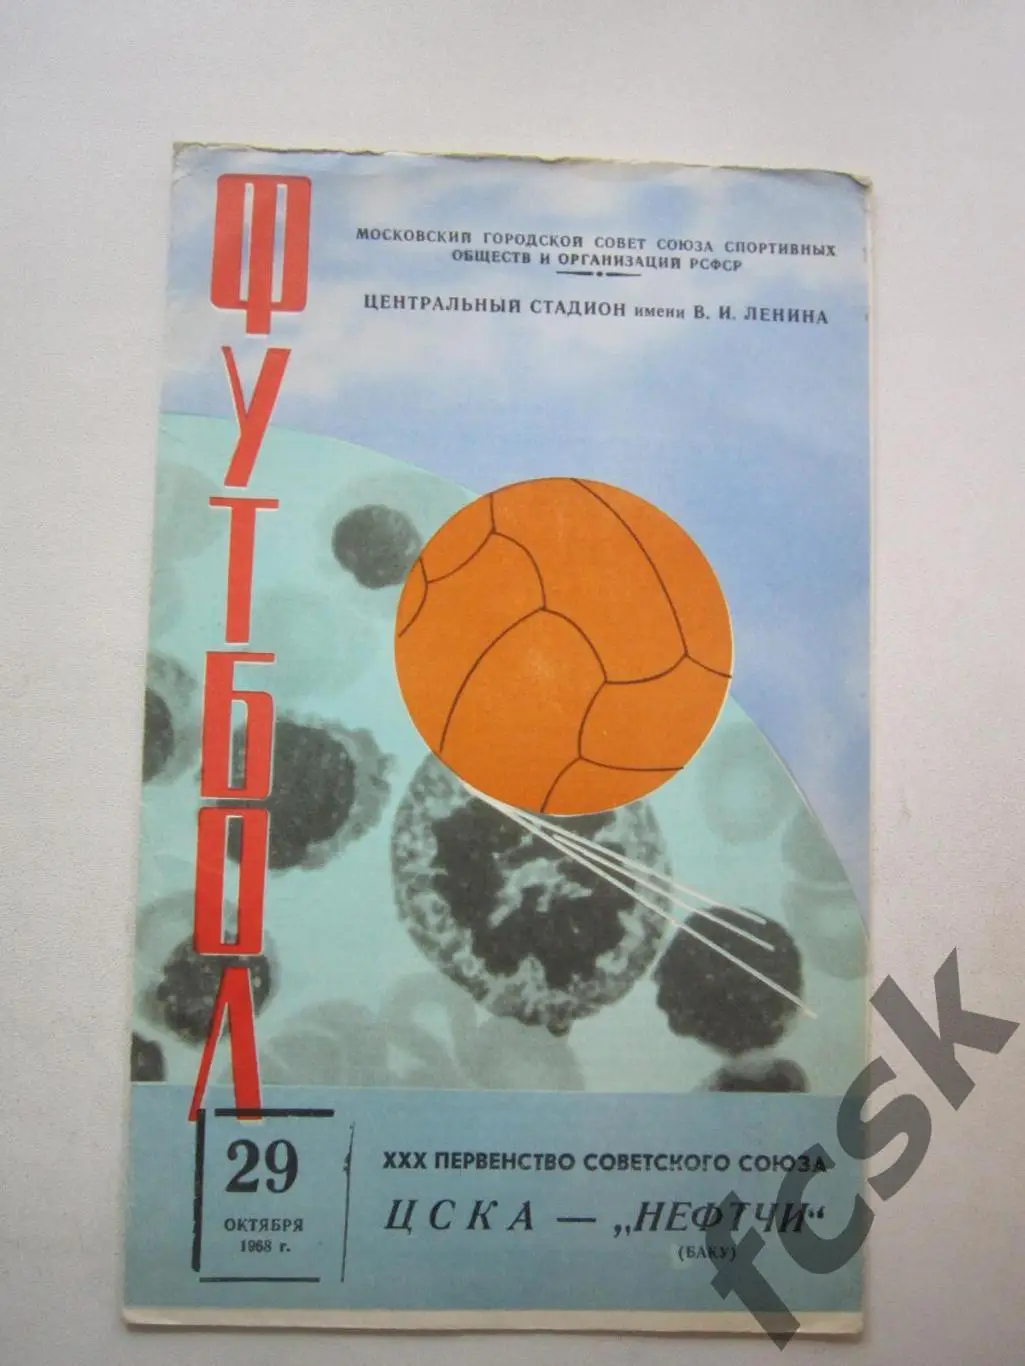 ФУТБОЛ
МОСКОВСКИЙ ГОРОДСКОЙ СОВЕТ СОЮЗА СПОРТИВНЫХ
ОБЩЕСТВ И ОРГАНИЗАЦИЙ РСФСР
ЦЕНТРАЛЬНЫЙ СТАДИОН имени В. И. ЛЕНИНА
29
ОКТЯБРЯ
1968 г.
XXX ПЕРВЕНСТВО СОВЕТСКОГО СОЮЗА
ЦСКА — „НЕФТЧИ“
(БАКУ)
fcsk